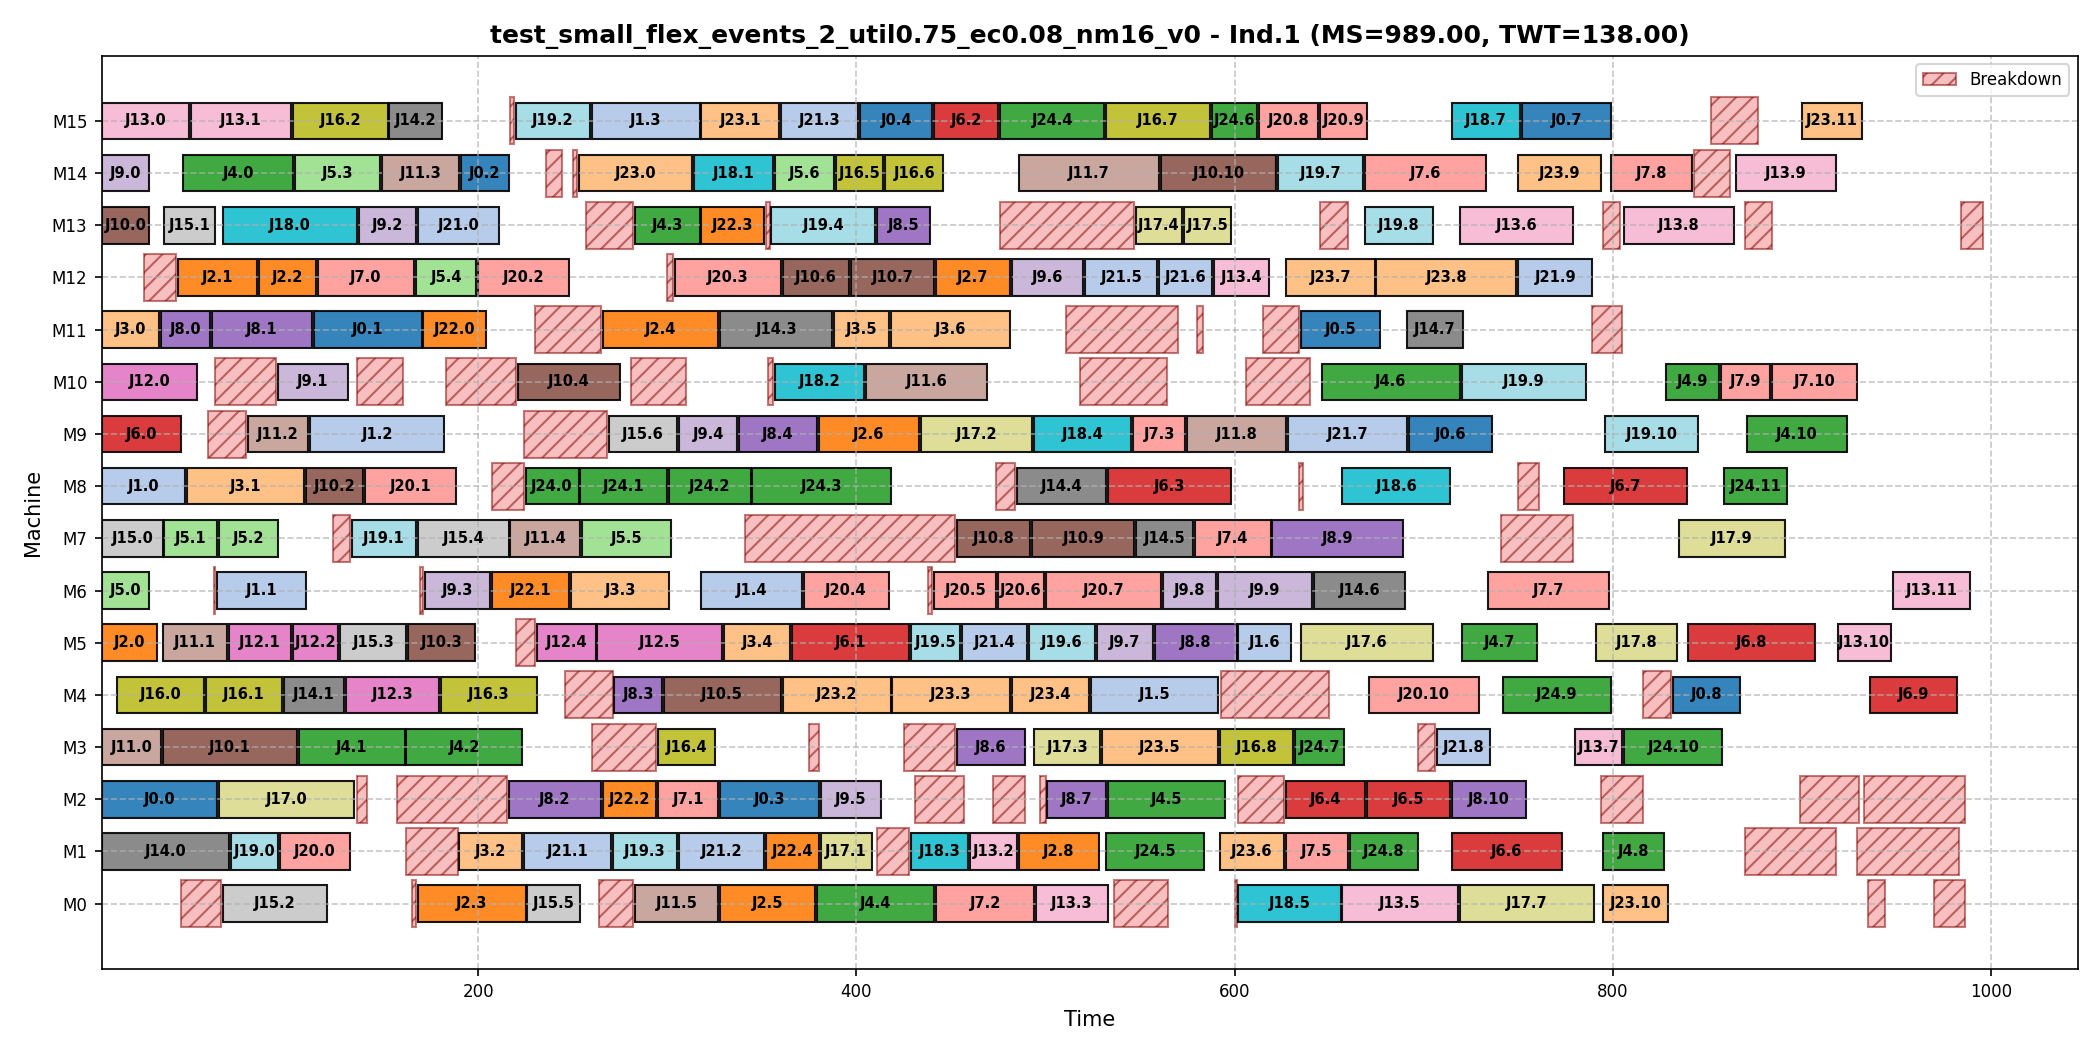 test_small_flex_events_2_util0.75_ec0.08_nm16_v0 - Ind.1 (MS=989.00, TWT=138.00)
Breakdown
M15 J13.0 J13.1 J16.2 J14.2 J19.2 J1.3 J23.1 J21.3 J0.4 J6.2 J24.4 J16.7 J24.6 J20.8 J20.9 J18.7 J0.7 J23.11
M14 J9.0 J4.0 J5.3 J11.3 J0.2 J23.0 J18.1 J5.6 J16.5 J16.6 J11.7 J10.10 J19.7 J7.6 J23.9 J7.8 J13.9
M13 J10.0 J15.1 J18.0 J9.2 J21.0 J4.3 J22.3 J19.4 J8.5 J17.4 J17.5 J19.8 J13.6 J13.8
M12 J2.1 J2.2 J7.0 J5.4 J20.2 J20.3 J10.6 J10.7 J2.7 J9.6 J21.5 J21.6 J13.4 J23.7 J23.8 J21.9
M11 J3.0 J8.0 J8.1 J0.1 J22.0 J2.4 J14.3 J3.5 J3.6 J0.5 J14.7
M10 J12.0 J9.1 J10.4 J18.2 J11.6 J4.6 J19.9 J4.9 J7.9 J7.10
M9 J6.0 J11.2 J1.2 J15.6 J9.4 J8.4 J2.6 J17.2 J18.4 J7.3 J11.8 J21.7 J0.6 J19.10 J4.10
M8 J1.0 J3.1 J10.2 J20.1 J24.0 J24.1 J24.2 J24.3 J14.4 J6.3 J18.6 J6.7 J24.11
M7 J15.0 J5.1 J5.2 J19.1 J15.4 J11.4 J5.5 J10.8 J10.9 J14.5 J7.4 J8.9 J17.9
M6 J5.0 J1.1 J9.3 J22.1 J3.3 J1.4 J20.4 J20.5 J20.6 J20.7 J9.8 J9.9 J14.6 J7.7 J13.11
M5 J2.0 J11.1 J12.1 J12.2 J15.3 J10.3 J12.4 J12.5 J3.4 J6.1 J19.5 J21.4 J19.6 J9.7 J8.8 J1.6 J17.6 J4.7 J17.8 J6.8 J13.10
M4 J16.0 J16.1 J14.1 J12.3 J16.3 J8.3 J10.5 J23.2 J23.3 J23.4 J1.5 J20.10 J24.9 J0.8 J6.9
M3 J11.0 J10.1 J4.1 J4.2 J16.4 J8.6 J17.3 J23.5 J16.8 J24.7 J21.8 J13.7 J24.10
M2 J0.0 J17.0 J8.2 J22.2 J7.1 J0.3 J9.5 J8.7 J4.5 J6.4 J6.5 J8.10
M1 J14.0 J19.0 J20.0 J3.2 J21.1 J19.3 J21.2 J22.4 J17.1 J18.3 J13.2 J2.8 J24.5 J23.6 J7.5 J24.8 J6.6 J4.8
M0 J15.2 J2.3 J15.5 J11.5 J2.5 J4.4 J7.2 J13.3 J18.5 J13.5 J17.7 J23.10
200 400 600 800 1000
Time
Machine